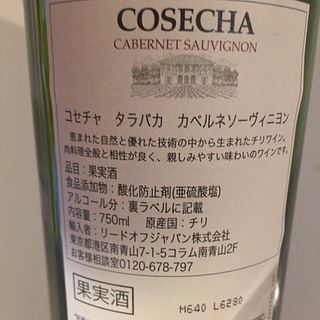 COSECHA
CABERNET SAUVIGNON
コセチャ タラパカ カベルネソーヴィニヨン
恵まれた自然と優れた技術の中から生まれたチリワイン。
肉料理全般と相性が良く、親しみやすい味わいのワインです。
品目：果実酒
食品添加物：酸化防止剤(亜硫酸塩)
アルコール分：裏ラベルに記載
内容量：750ml 原産国：チリ
輸入者：リードオフジャパン株式会社
東京都港区南青山7-1-5コラム南青山2F
お客様相談室0120-678-797
果実酒
M640 L6290